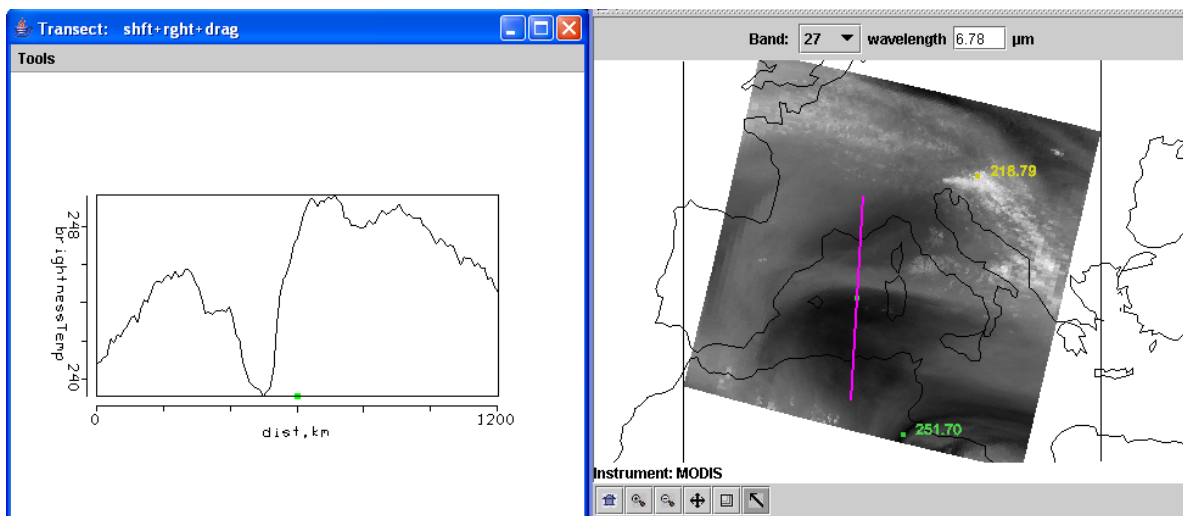 Transect: shft+rght+drag
Tools
248
240
brightnessTemp
0
1200
dist,km
Band: 27 wavelength 6.78 µm
218.79
251.70
Instrument: MODIS